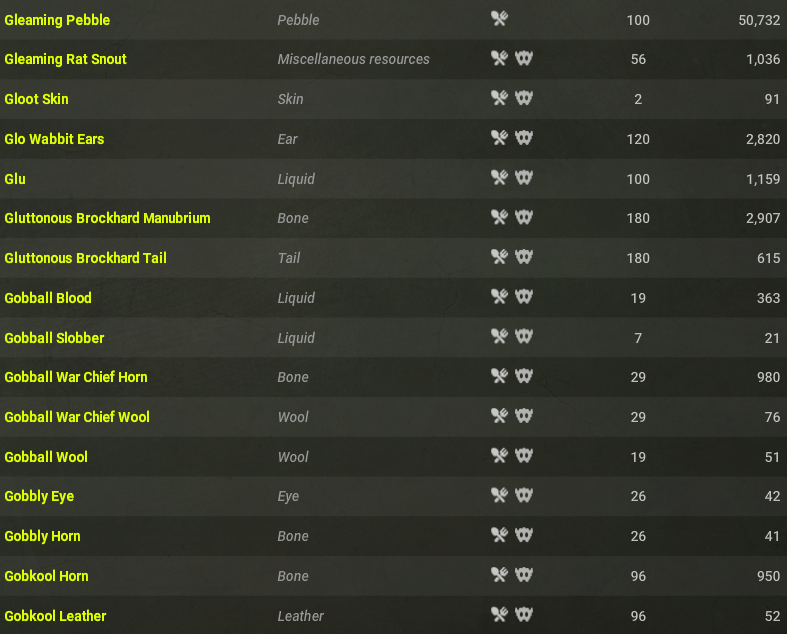 Gleaming Pebble Pebble 100 50,732
Gleaming Rat Snout Miscellaneous resources 56 1,036
Gloot Skin Skin 2 91
Glo Wabbit Ears Ear 120 2,820
Glu Liquid 100 1,159
Gluttonous Brockhard Manubrium Bone 180 2,907
Gluttonous Brockhard Tail Tail 180 615
Gobball Blood Liquid 19 363
Gobball Slobber Liquid 7 21
Gobball War Chief Horn Bone 29 980
Gobball War Chief Wool Wool 29 76
Gobball Wool Wool 19 51
Gobbly Eye Eye 26 42
Gobbly Horn Bone 26 41
Gobkool Horn Bone 96 950
Gobkool Leather Leather 96 52